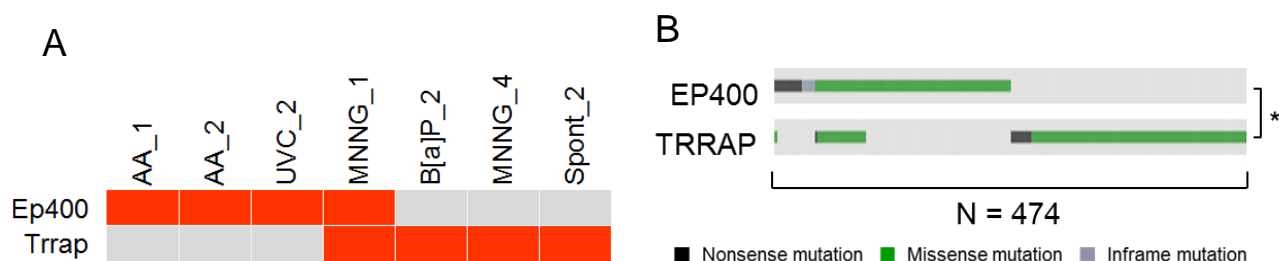 A
AA_1
AA_2
UVC_2
MNNG_1
B[a]P_2
MNNG_4
Spont_2
Ep400
Trrap
B
EP400
TRRAP
*
N = 474
Nonsense mutation
Missense mutation
Inframe mutation